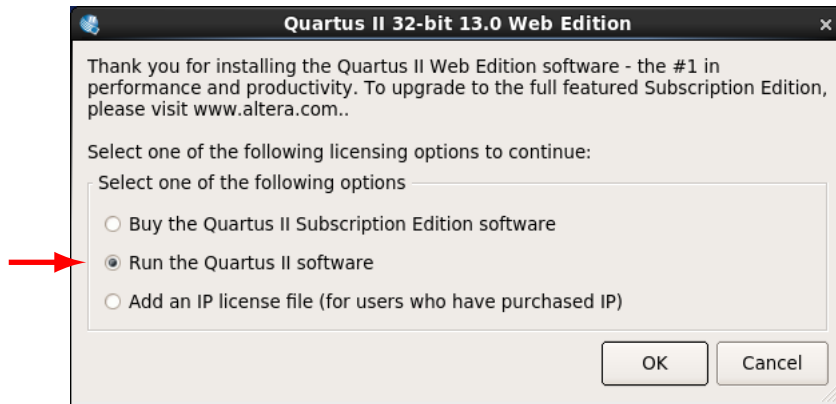 Quartus II 32-bit 13.0 Web Edition
Thank you for installing the Quartus II Web Edition software - the #1 in
performance and productivity. To upgrade to the full featured Subscription Edition,
please visit www.altera.com..
Select one of the following licensing options to continue:
Select one of the following options
Buy the Quartus II Subscription Edition software
Run the Quartus II software
Add an IP license file (for users who have purchased IP)
OK Cancel